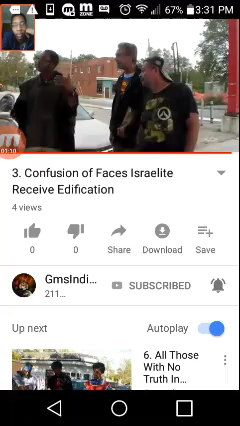 67% 3:31 PM
01:10
3. Confusion of Faces Israelite
Receive Edification
4 views
0 0 Share Download Save
GmsIndi...
211...
SUBSCRIBED
Up next Autoplay
6. All Those
With No
Truth In...